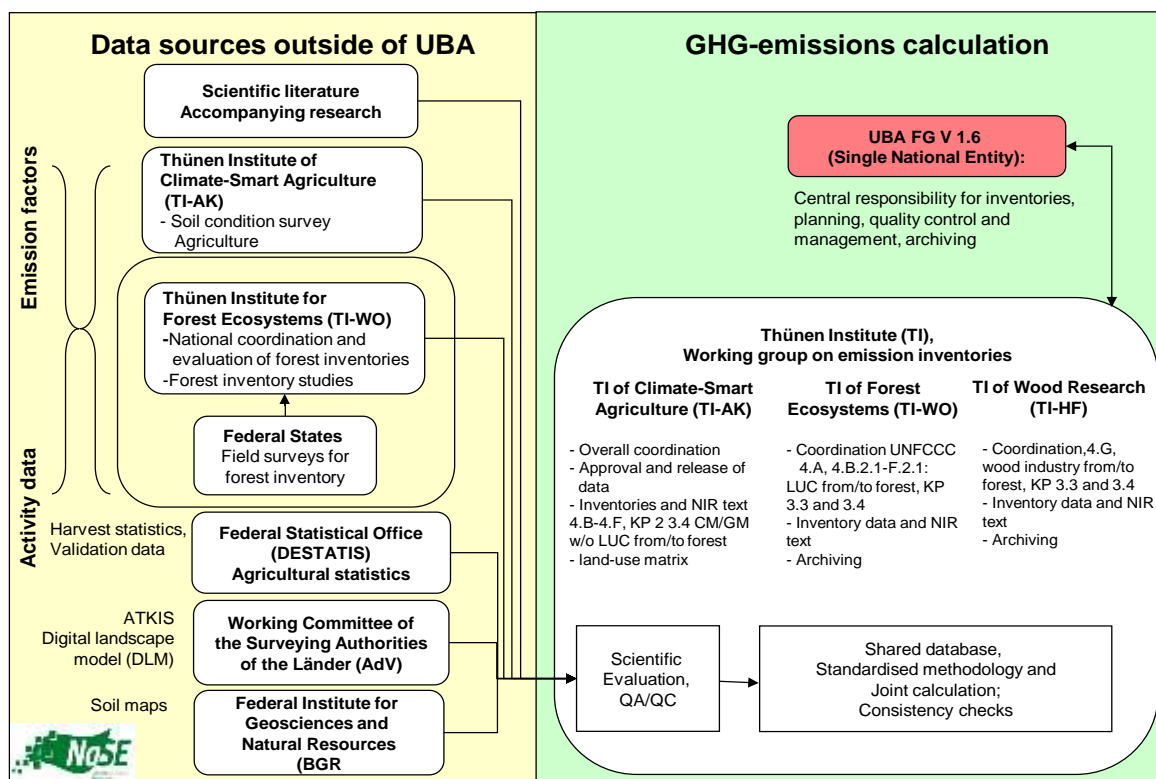 Data sources outside of UBA
Scientific literature
Accompanying research
Emission factors
Thünen Institute of
Climate-Smart Agriculture
(TI-AK)
- Soil condition survey
Agriculture
Thünen Institute for
Forest Ecosystems (TI-WO)
-National coordination and
evaluation of forest inventories
-Forest inventory studies
Federal States
Field surveys for
forest inventory
Activity data
Harvest statistics,
Validation data
Federal Statistical Office
(DESTATIS)
Agricultural statistics
ATKIS
Digital landscape
model (DLM)
Working Committee of
the Surveying Authorities
of the Länder (AdV)
Soil maps
Federal Institute for
Geosciences and
Natural Resources
(BGR
NaSE
GHG-emissions calculation
UBA FG V 1.6
(Single National Entity):
Central responsibility for inventories,
planning, quality control and
management, archiving
Thünen Institute (TI),
Working group on emission inventories
TI of Climate-Smart
Agriculture (TI-AK)
- Overall coordination
- Approval and release of
data
- Inventories and NIR text
4.B-4.F, KP 2 3.4 CM/GM
w/o LUC from/to forest
- land-use matrix
TI of Forest
Ecosystems (TI-WO)
- Coordination UNFCCC
4.A, 4.B.2.1-F.2.1:
LUC from/to forest, KP
3.3 and 3.4
- Inventory data and NIR
text
- Archiving
TI of Wood Research
(TI-HF)
- Coordination,4.G,
wood industry from/to
forest, KP 3.3 and 3.4
- Inventory data and NIR
text
- Archiving
Scientific
Evaluation,
QA/QC
Shared database,
Standardised methodology and
Joint calculation;
Consistency checks